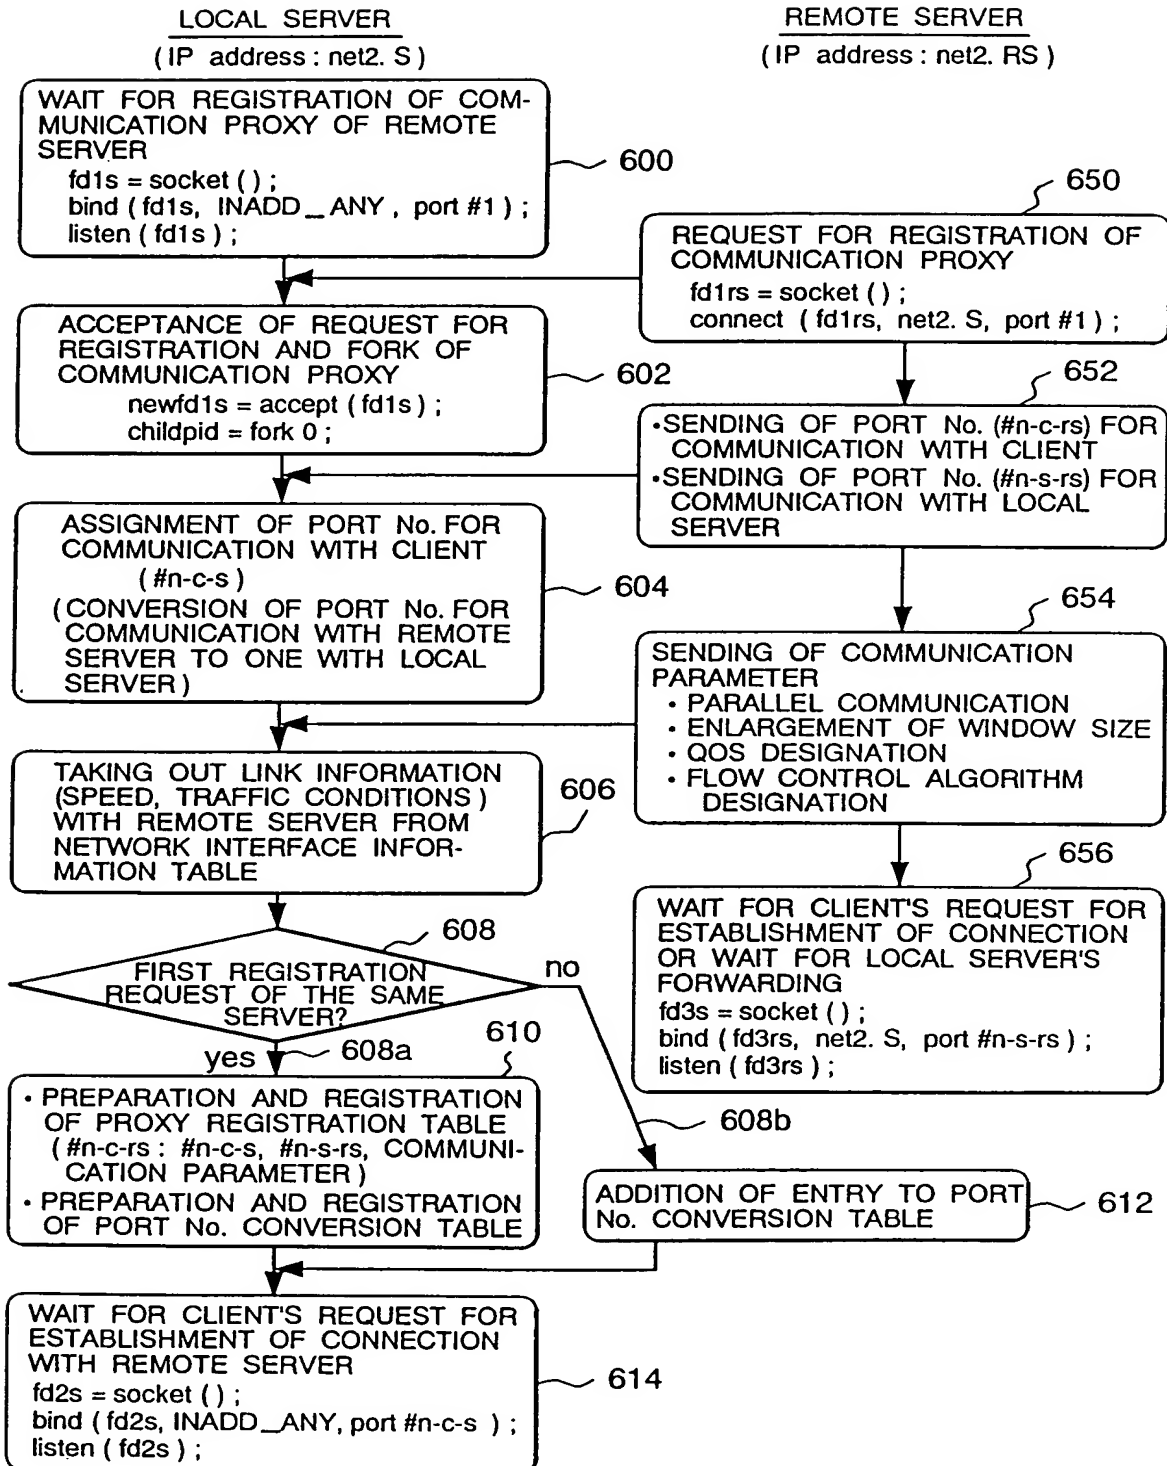 LOCAL SERVER
(IP address : net2. S)
WAIT FOR REGISTRATION OF COM-
MUNICATION PROXY OF REMOTE
SERVER
fd1s = socket ( ) ;
bind ( fd1s, INADD_ANY , port #1 ) ;
listen ( fd1s ) ;
600
ACCEPTANCE OF REQUEST FOR
REGISTRATION AND FORK OF
COMMUNICATION PROXY
newfd1s = accept ( fd1s ) ;
childpid = fork 0 ;
602
ASSIGNMENT OF PORT No. FOR
COMMUNICATION WITH CLIENT
( #n-c-s )
( CONVERSION OF PORT No. FOR
COMMUNICATION WITH REMOTE
SERVER TO ONE WITH LOCAL
SERVER )
604
TAKING OUT LINK INFORMATION
(SPEED, TRAFFIC CONDITIONS )
WITH REMOTE SERVER FROM
NETWORK INTERFACE INFOR-
MATION TABLE
606
608
FIRST REGISTRATION
REQUEST OF THE SAME
SERVER?
no
yes
608a
610
• PREPARATION AND REGISTRATION
OF PROXY REGISTRATION TABLE
( #n-c-rs : #n-c-s, #n-s-rs, COMMUNI-
CATION PARAMETER )
• PREPARATION AND REGISTRATION
OF PORT No. CONVERSION TABLE
608b
ADDITION OF ENTRY TO PORT
No. CONVERSION TABLE
612
WAIT FOR CLIENT'S REQUEST FOR
ESTABLISHMENT OF CONNECTION
WITH REMOTE SERVER
fd2s = socket ( ) ;
bind ( fd2s, INADD_ANY, port #n-c-s ) ;
listen ( fd2s ) ;
614
REMOTE SERVER
( IP address : net2. RS )
650
REQUEST FOR REGISTRATION OF
COMMUNICATION PROXY
fd1rs = socket ( ) ;
connect ( fd1rs, net2. S, port #1 ) ;
652
• SENDING OF PORT No. (#n-c-rs) FOR
COMMUNICATION WITH CLIENT
• SENDING OF PORT No. (#n-s-rs) FOR
COMMUNICATION WITH LOCAL
SERVER
654
SENDING OF COMMUNICATION
PARAMETER
• PARALLEL COMMUNICATION
• ENLARGEMENT OF WINDOW SIZE
• QOS DESIGNATION
• FLOW CONTROL ALGORITHM
DESIGNATION
656
WAIT FOR CLIENT'S REQUEST FOR
ESTABLISHMENT OF CONNECTION
OR WAIT FOR LOCAL SERVER'S
FORWARDING
fd3s = socket ( ) ;
bind ( fd3rs, net2. S, port #n-s-rs ) ;
listen ( fd3rs ) ;